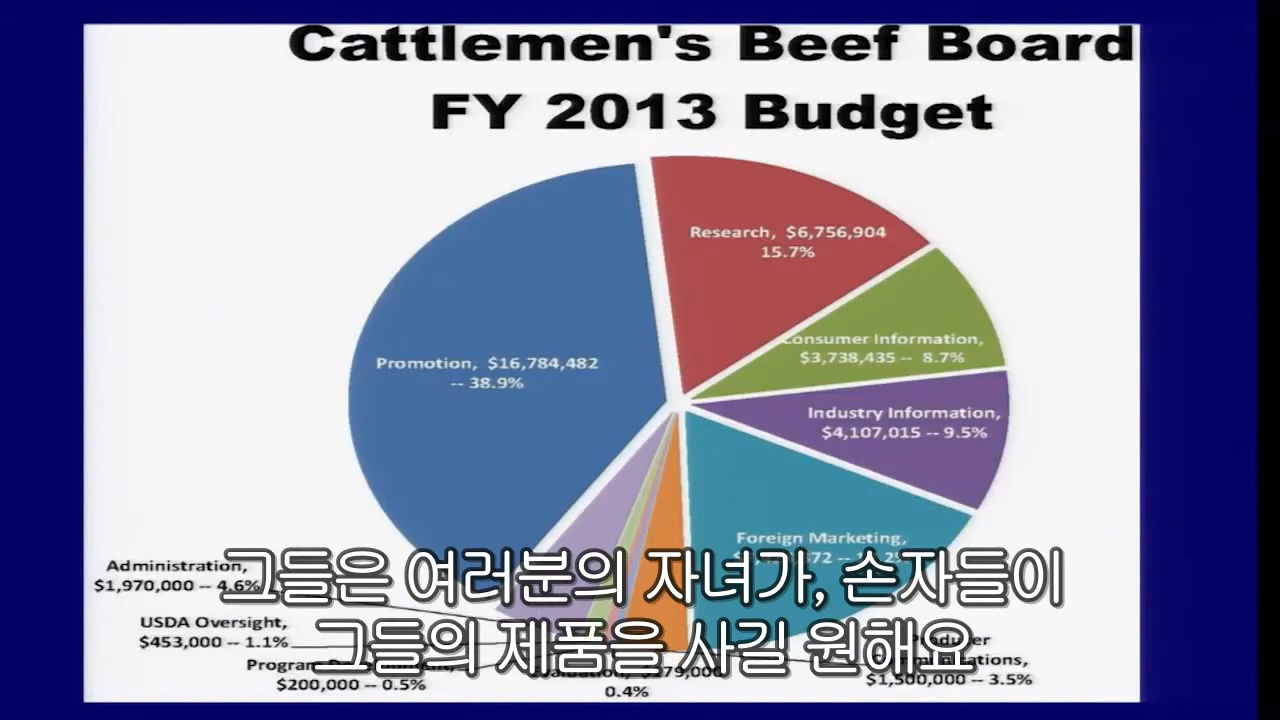 Cattlemen's Beef Board
FY 2013 Budget
Research, $6,756,904
15.7%
Consumer Information,
$3,738,435 -- 8.7%
Promotion, $16,784,482
-- 38.9%
Industry Information,
$4,107,015 -- 9.5%
Foreign Marketing,
Administration,
$1,970,000 -- 4.6%
USDA Oversight,
$453,000 -- 1.1%
$200,000 -- 0.5%
0.4%
$1,500,000 -- 3.5%
그들은 여러분의 자녀가, 손자들이
그들의 제품을 사길 원해요